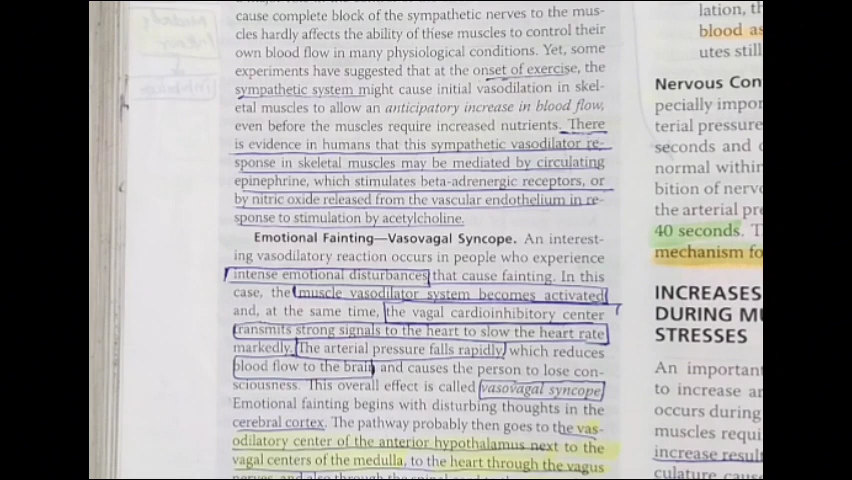 cause complete block of the sympathetic nerves to the mus-
cles hardly affects the ability of these muscles to control their
own blood flow in many physiological conditions. Yet, some
experiments have suggested that at the onset of exercise, the
sympathetic system might cause initial vasodilation in skel-
etal muscles to allow an anticipatory increase in blood flow,
even before the muscles require increased nutrients. There
is evidence in humans that this sympathetic vasodilator re-
sponse in skeletal muscles may be mediated by circulating
epinephrine, which stimulates beta-adrenergic receptors, or
by nitric oxide released from the vascular endothelium in re-
sponse to stimulation by acetylcholine.
Emotional Fainting—Vasovagal Syncope. An interest-
ing vasodilatory reaction occurs in people who experience
intense emotional disturbances that cause fainting. In this
case, the muscle vasodilator system becomes activated
and, at the same time, the vagal cardioinhibitory center
transmits strong signals to the heart to slow the heart rate
markedly. The arterial pressure falls rapidly, which reduces
blood flow to the brain and causes the person to lose con-
sciousness. This overall effect is called vasovagal syncope.
Emotional fainting begins with disturbing thoughts in the
cerebral cortex. The pathway probably then goes to the vas-
odilatory center of the anterior hypothalamus next to the
vagal centers of the medulla, to the heart through the vagus
lation, th
blood as
utes still
Nervous Con
pecially impor
terial pressure
seconds and o
normal within
bition of nerv
the arterial pre
40 seconds. T
mechanism fo
INCREASES
DURING MU
STRESSES
An important
to increase ar
occurs during
muscles requi
increase result
culature cause